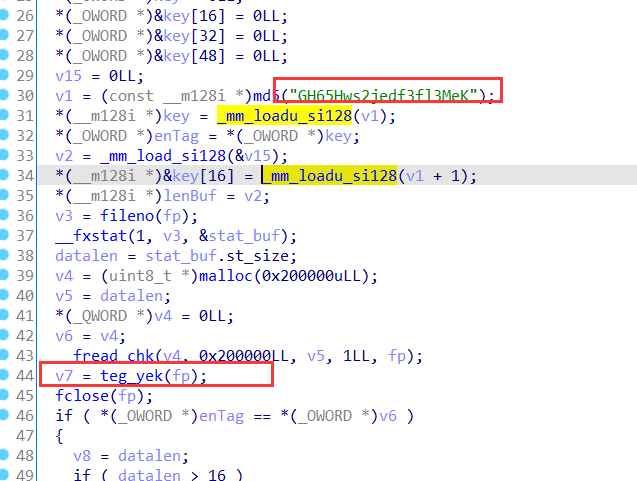 26 *(_OWORD *)&key[16] = 0LL;
27 *(_OWORD *)&key[32] = 0LL;
28 *(_OWORD *)&key[48] = 0LL;
29 v15 = 0LL;
30 v1 = (const __m128i *)md5("GH65Hws2jedf3fl3MeK");
31 *(__m128i *)key = _mm_loadu_si128(v1);
32 *(_OWORD *)enTag = *(_OWORD *)key;
33 v2 = _mm_load_si128(&v15);
34 *(__m128i *)&key[16] = _mm_loadu_si128(v1 + 1);
35 *(__m128i *)lenBuf = v2;
36 v3 = fileno(fp);
37 __fxstat(1, v3, &stat_buf);
38 datalen = stat_buf.st_size;
39 v4 = (uint8_t *)malloc(0x200000uLL);
40 v5 = datalen;
41 *(_QWORD *)v4 = 0LL;
42 v6 = v4;
43 fread_chk(v4, 0x200000LL, v5, 1LL, fp);
44 v7 = teg_yek(fp);
45 fclose(fp);
46 if ( *(_OWORD *)enTag == *(_OWORD *)v6 )
47 {
48 v8 = datalen;
49 if ( datalen > 16 )